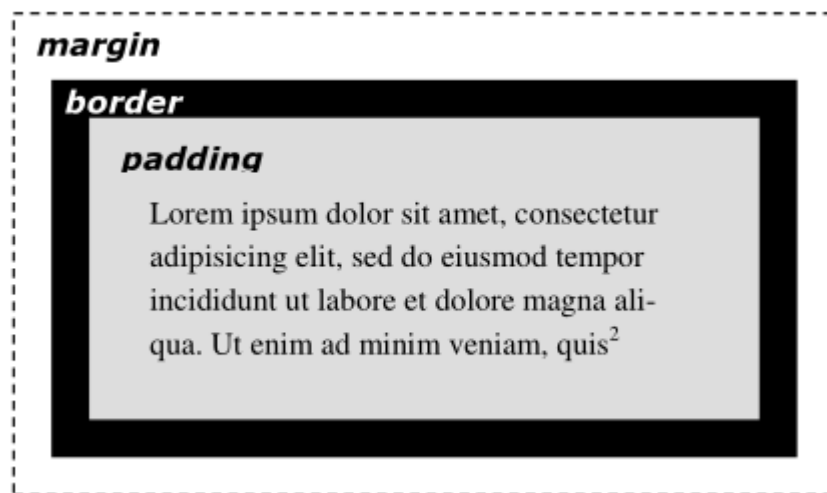 margin
border
padding
Lorem ipsum dolor sit amet, consectetur
adipisicing elit, sed do eiusmod tempor
incididunt ut labore et dolore magna ali-
qua. Ut enim ad minim veniam, quis²